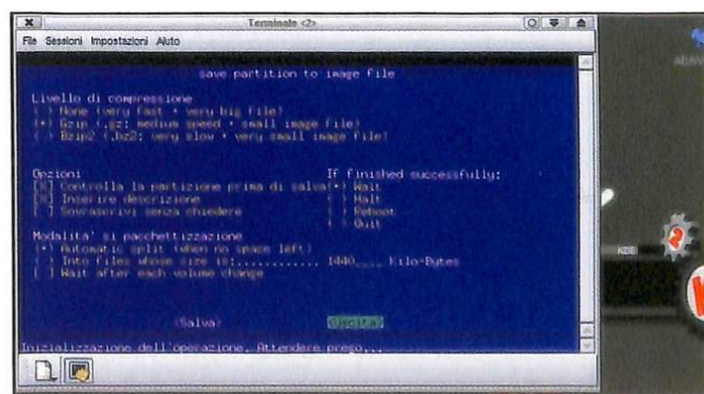 Terminale <2>
File Sessioni Impostazioni Aiuto
save partition to image file
Livello di compressione
( ) None (very fast + very big file)
(*) Gzip (.gz: medium speed + small image file)
( ) Bzip2 (.bz2: very slow + very small image file)
Opzioni
If finished successfully:
[X] Controlla la partizione prima di salva(*) Wait
[X] Inserire descrizione
( ) Halt
[ ] Sovrascrivi senza chiedere
( ) Reboot
( ) Quit
Modalita' si pacchettizzazione
(*) Automatic split (when no space left)
( ) Into files whose size is:............ 1440____ Kilo-Bytes
[ ] Wait after each volume change
<Salva>
<Uscita>
Inizializzazione dell'operazione. Attendere prego...
KDE
2